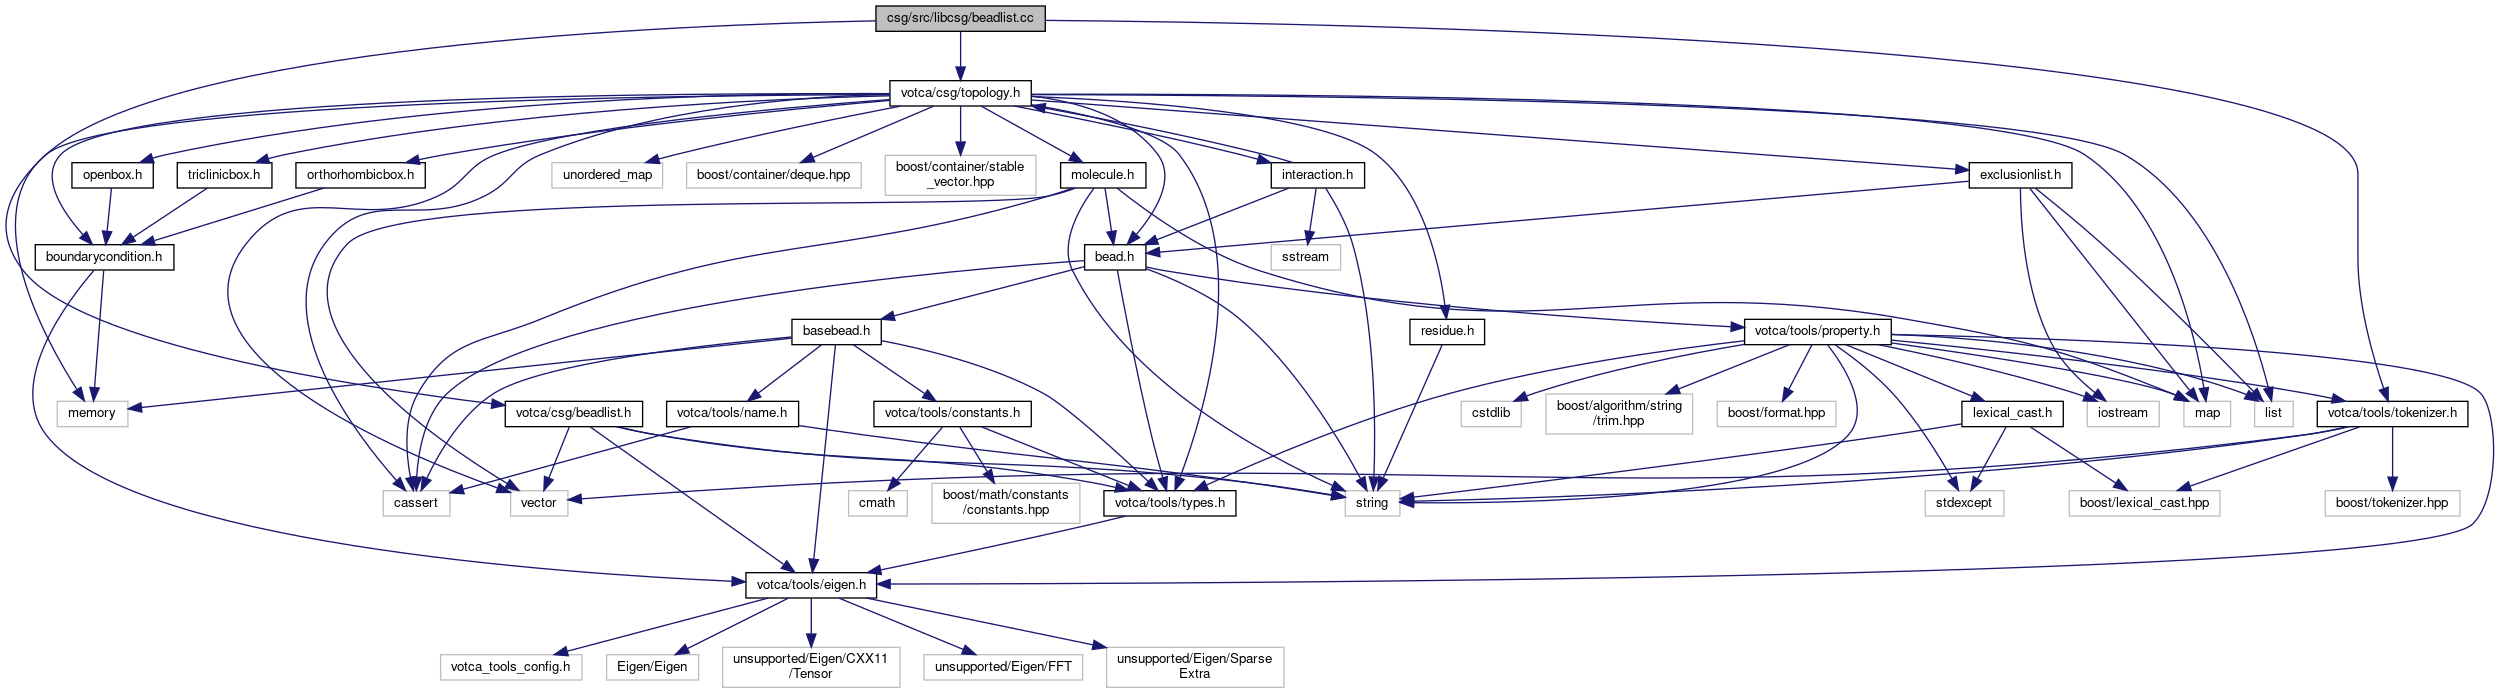 csg/src/libcsg/beadlist.cc
votca/csg/topology.h
openbox.h
triclinicbox.h
orthorhombicbox.h
unordered_map
boost/container/deque.hpp
boost/container/stable
_vector.hpp
molecule.h
interaction.h
exclusionlist.h
boundarycondition.h
bead.h
sstream
basebead.h
residue.h
votca/tools/property.h
memory
votca/csg/beadlist.h
votca/tools/name.h
votca/tools/constants.h
cstdlib
boost/algorithm/string
/trim.hpp
boost/format.hpp
lexical_cast.h
iostream
map
list
votca/tools/tokenizer.h
cassert
vector
cmath
boost/math/constants
/constants.hpp
votca/tools/types.h
string
stdexcept
boost/lexical_cast.hpp
boost/tokenizer.hpp
votca/tools/eigen.h
votca_tools_config.h
Eigen/Eigen
unsupported/Eigen/CXX11
/Tensor
unsupported/Eigen/FFT
unsupported/Eigen/Sparse
Extra